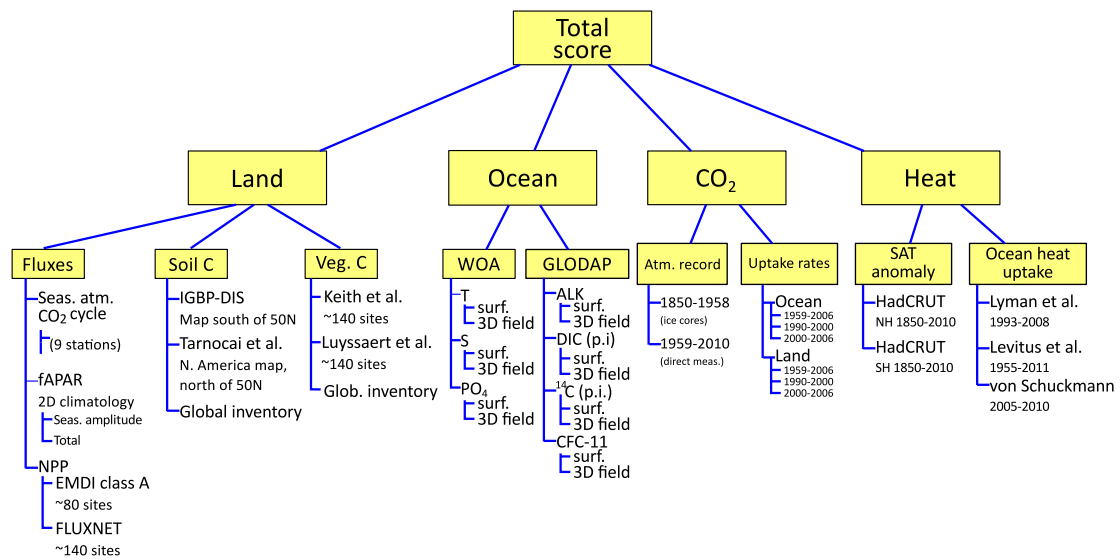 Total
score
Land
Ocean
CO₂
Heat
Fluxes
Seas. atm.
CO₂ cycle
(9 stations)
fAPAR
2D climatology
Seas. amplitude
Total
NPP
EMDI class A
~80 sites
FLUXNET
~140 sites
Soil C
IGBP-DIS
Map south of 50N
Tarnocai et al.
N. America map,
north of 50N
Global inventory
Veg. C
Keith et al.
~140 sites
Luyssaert et al.
~140 sites
Glob. inventory
WOA
T
surf.
3D field
S
surf.
3D field
PO₄
surf.
3D field
GLODAP
ALK
surf.
3D field
DIC (p.i)
surf.
3D field
¹⁴C (p.i.)
surf.
3D field
CFC-11
surf.
3D field
Atm. record
1850-1958
(ice cores)
1959-2010
(direct meas.)
Uptake rates
Ocean
1959-2006
1990-2000
2000-2006
Land
1959-2006
1990-2000
2000-2006
SAT
anomaly
HadCRUT
NH 1850-2010
HadCRUT
SH 1850-2010
Ocean heat
uptake
Lyman et al.
1993-2008
Levitus et al.
1955-2011
von Schuckmann
2005-2010